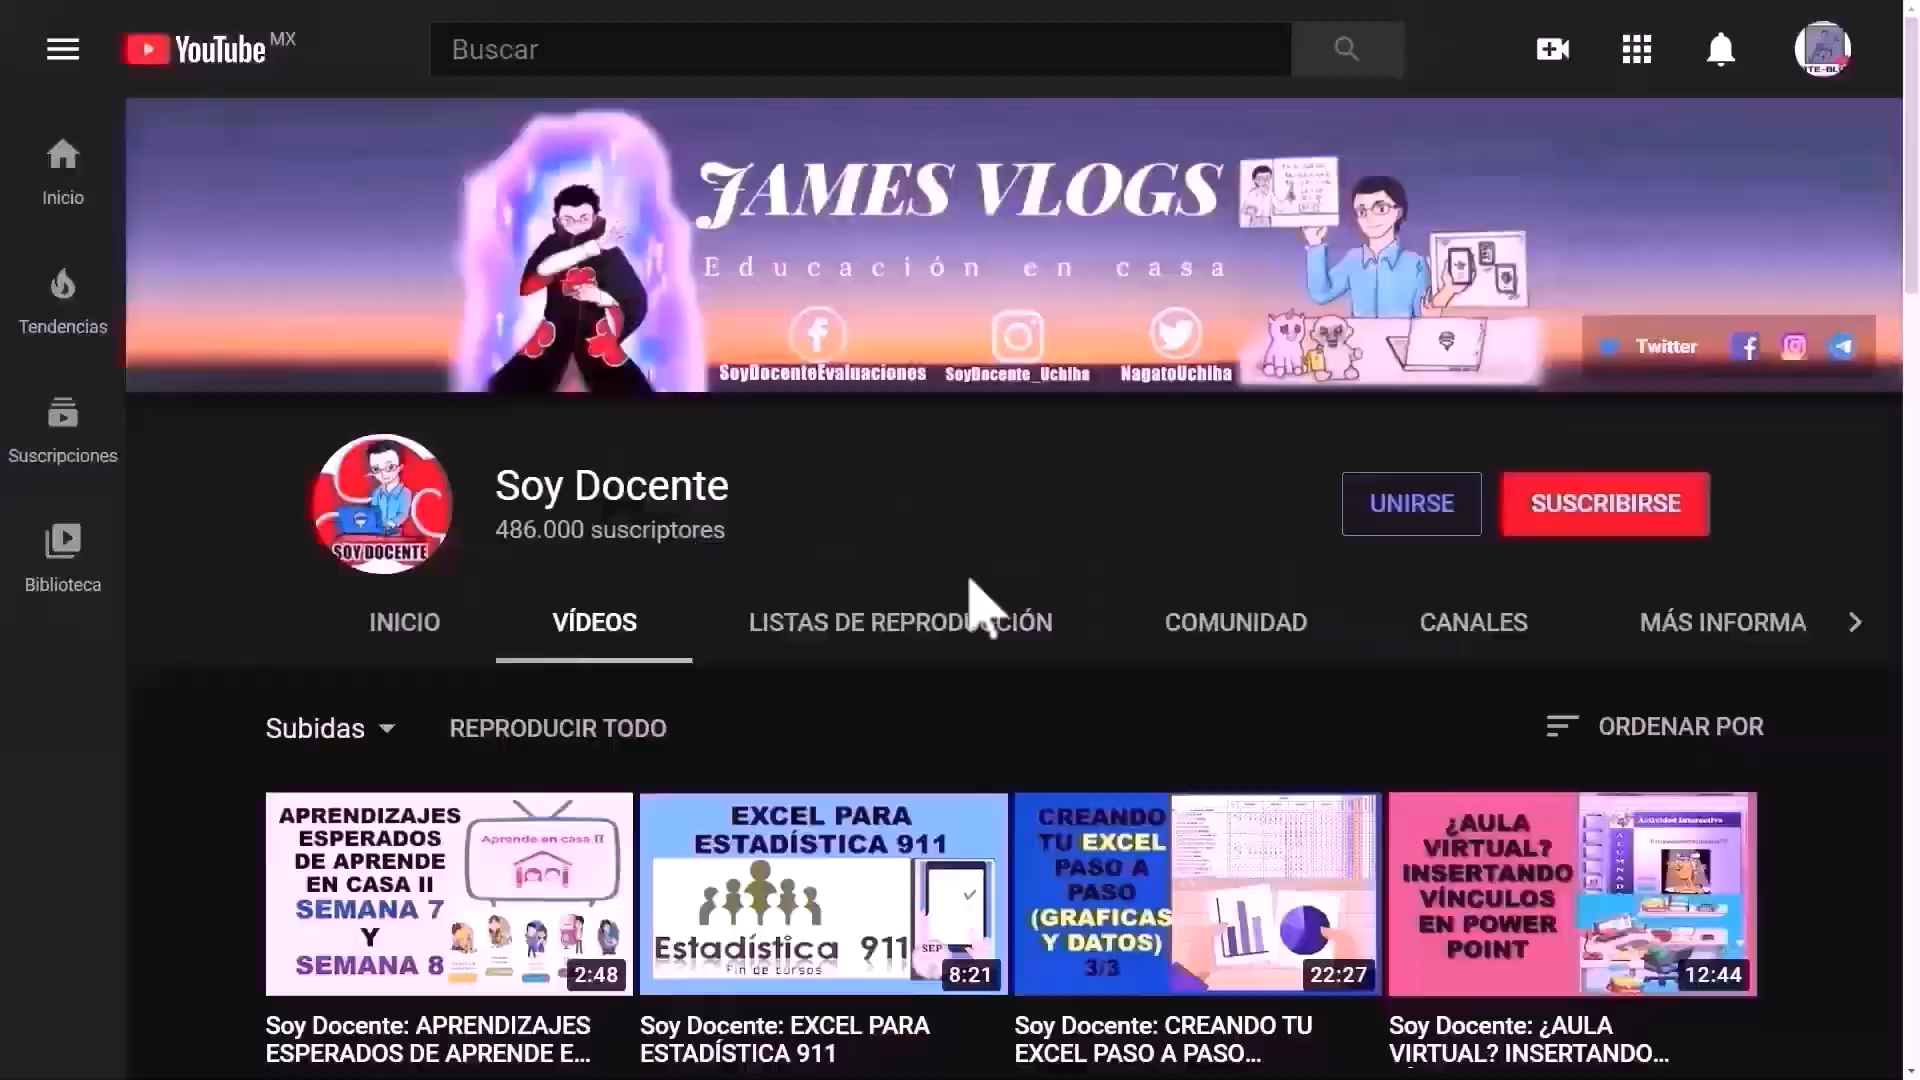 YouTube MX
Buscar
Inicio
Tendencias
Suscripciones
Biblioteca
JAMES VLOGS
Educación en casa
SoyDocenteEvaluaciones
SoyDocente_Uchiha
NagatoUchiha
Twitter
SOY DOCENTE
Soy Docente
486.000 suscriptores
UNIRSE
SUSCRIBIRSE
INICIO
VÍDEOS
LISTAS DE REPRODUCCIÓN
COMUNIDAD
CANALES
MÁS INFORMA
Subidas
REPRODUCIR TODO
ORDENAR POR
APRENDIZAJES
ESPERADOS
DE APRENDE
EN CASA II
SEMANA 7
Y
SEMANA 8
Aprende en casa II
2:48
EXCEL PARA
ESTADÍSTICA 911
Estadística 911
Fin de cursos
SEP
8:21
CREANDO
TU EXCEL
PASO A
PASO
(GRAFICAS
Y DATOS)
3/3
22:27
¿AULA
VIRTUAL?
INSERTANDO
VÍNCULOS
EN POWER
POINT
Actividad Interactiva
12:44
Soy Docente: APRENDIZAJES
ESPERADOS DE APRENDE E...
Soy Docente: EXCEL PARA
ESTADÍSTICA 911
Soy Docente: CREANDO TU
EXCEL PASO A PASO...
Soy Docente: ¿AULA
VIRTUAL? INSERTANDO...